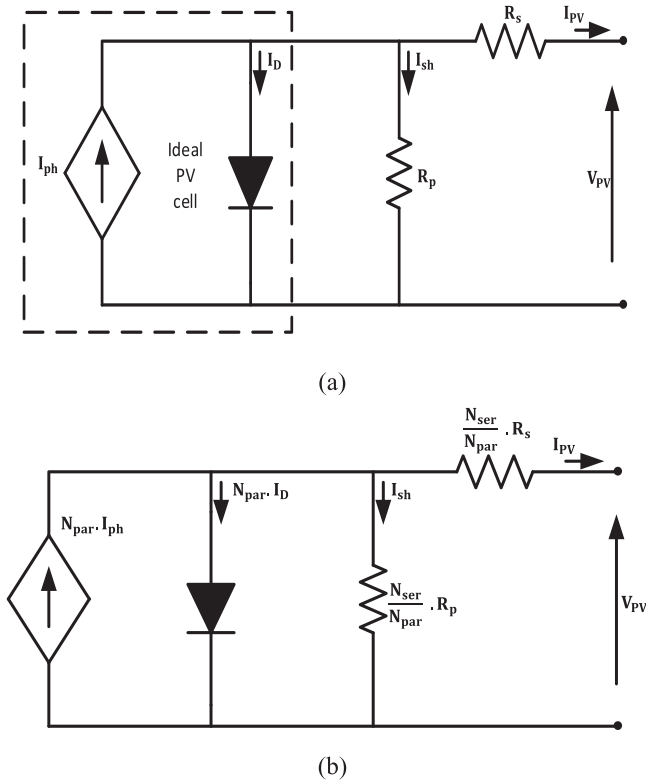 R_s
I_PV
I_D
I_sh
I_ph
Ideal
PV
cell
R_p
V_PV
(a)
N_ser/N_par . R_s
I_PV
N_par . I_D
I_sh
N_par . I_ph
N_ser/N_par . R_p
V_PV
(b)